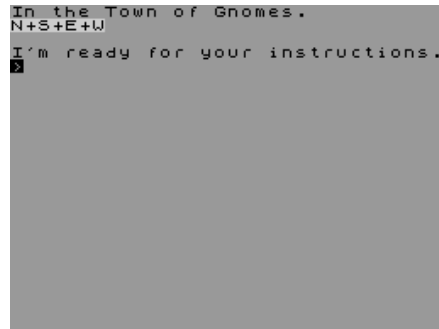 In the Town of Gnomes.
N+S+E+W
I'm ready for your instructions.
>